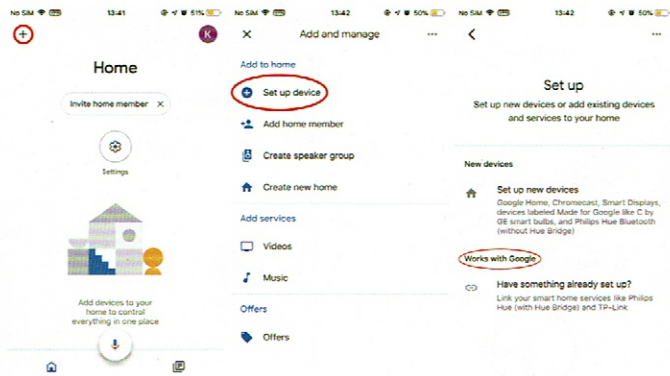 No SIM
13:41
51%
+
K
Home
Invite home member ×
Settings
Add devices to your
home to control
everything in one place
No SIM
13:42
50%
× Add and manage ...
Add to home
Set up device
Add home member
Create speaker group
Create new home
Add services
Videos
Music
Offers
Offers
No SIM
13:42
50%
...
Set up
Set up new devices or add existing devices
and services to your home
New devices
Set up new devices
Google Home, Chromecast, Smart Displays,
devices labeled Made for Google like C by
GE smart bulbs, and Philips Hue Bluetooth
(without Hue Bridge)
Works with Google
Have something already set up?
Link your smart home services like Philips
Hue (with Hue Bridge) and TP-Link